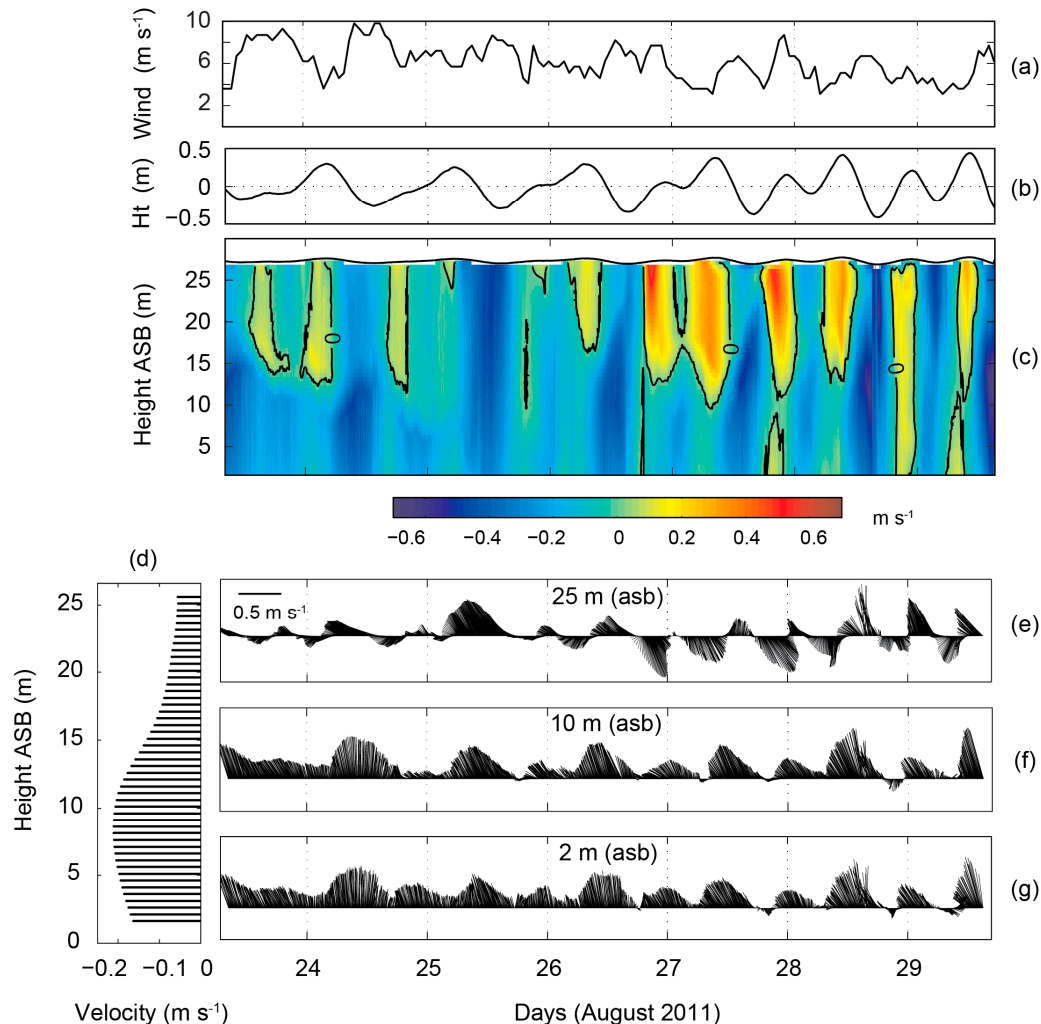 Wind (m s-1)
10
6
2
(a)
Ht (m)
0.5
0
−0.5
(b)
Height ASB (m)
25
20
15
10
5
0
0
0
(c)
−0.6
−0.4
−0.2
0
0.2
0.4
0.6
m s-1
(d)
Height ASB (m)
25
20
15
10
5
0
−0.2
−0.1
0
Velocity (m s-1)
0.5 m s-1
25 m (asb)
(e)
10 m (asb)
(f)
2 m (asb)
(g)
24
25
26
27
28
29
Days (August 2011)